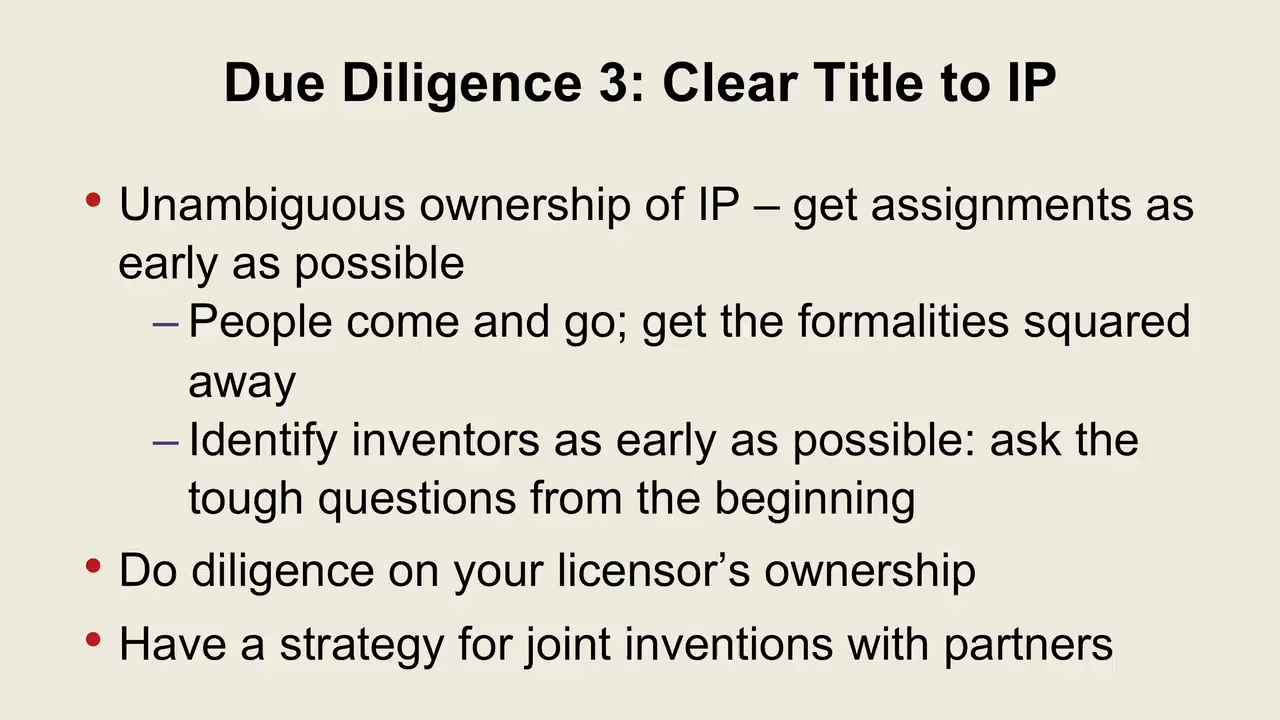 Due Diligence 3: Clear Title to IP
• Unambiguous ownership of IP – get assignments as
early as possible
– People come and go; get the formalities squared
away
– Identify inventors as early as possible: ask the
tough questions from the beginning
• Do diligence on your licensor’s ownership
• Have a strategy for joint inventions with partners